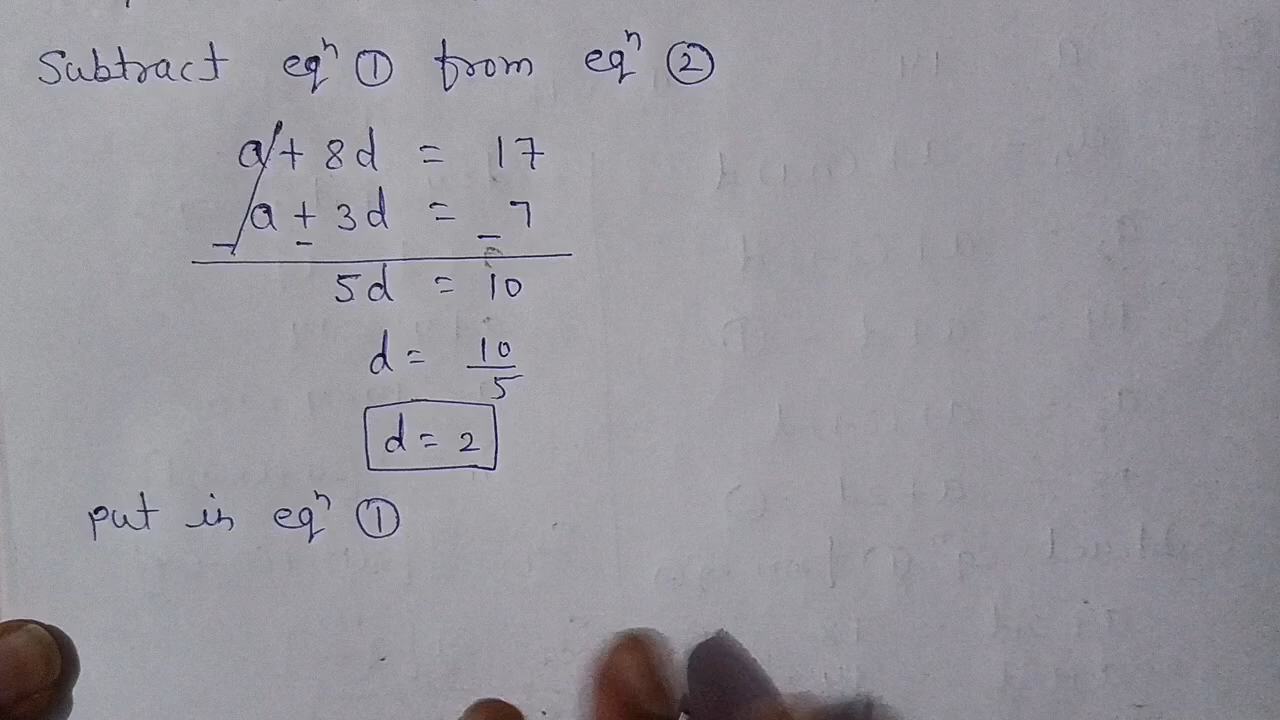 Subtract eqⁿ ① from eqⁿ ②
a + 8d = 17
a + 3d = 7
- - -
5d = 10
d = 10/5
d = 2
put in eqⁿ ①